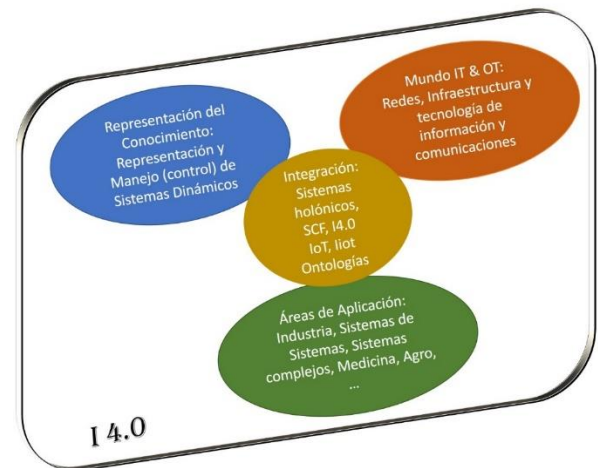 Representación del
Conocimiento:
Representación y
Manejo (control) de
Sistemas Dinámicos
Mundo IT & OT:
Redes, Infraestructura y
tecnología de
información y
comunicaciones
Integración:
Sistemas
holónicos,
SCF, I4.0
IoT, Iiot
Ontologías
Áreas de Aplicación:
Industria, Sistemas de
Sistemas, Sistemas
complejos, Medicina, Agro,
...
I 4.0